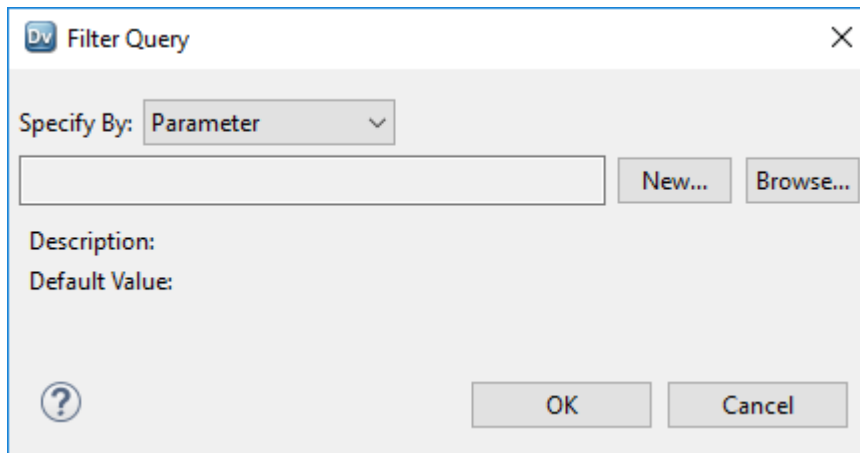 Dv Filter Query
Specify By: Parameter
New... Browse...
Description:
Default Value:
? OK Cancel